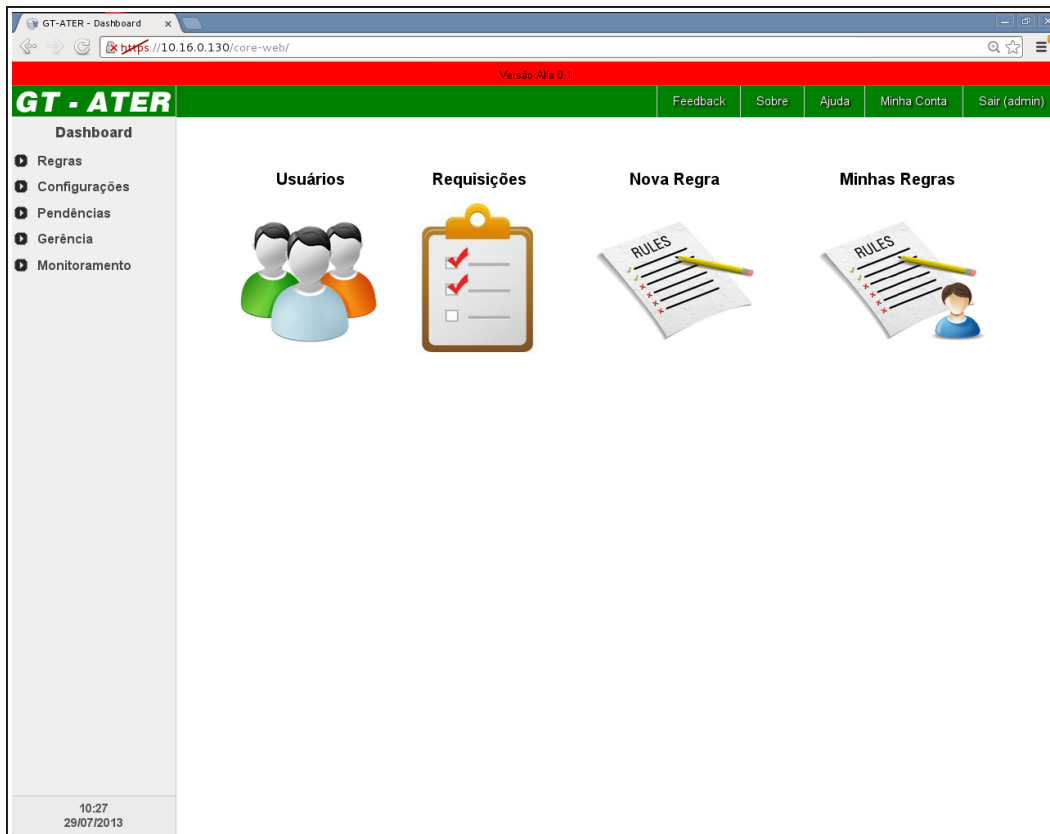 GT-ATER - Dashboard
https://10.16.0.130/core-web/
Versão Alfa 0.1
GT - ATER
Feedback
Sobre
Ajuda
Minha Conta
Sair (admin)
Dashboard
Regras
Configurações
Pendências
Gerência
Monitoramento
Usuários
Requisições
Nova Regra
Minhas Regras
RULES
RULES
10:27
29/07/2013